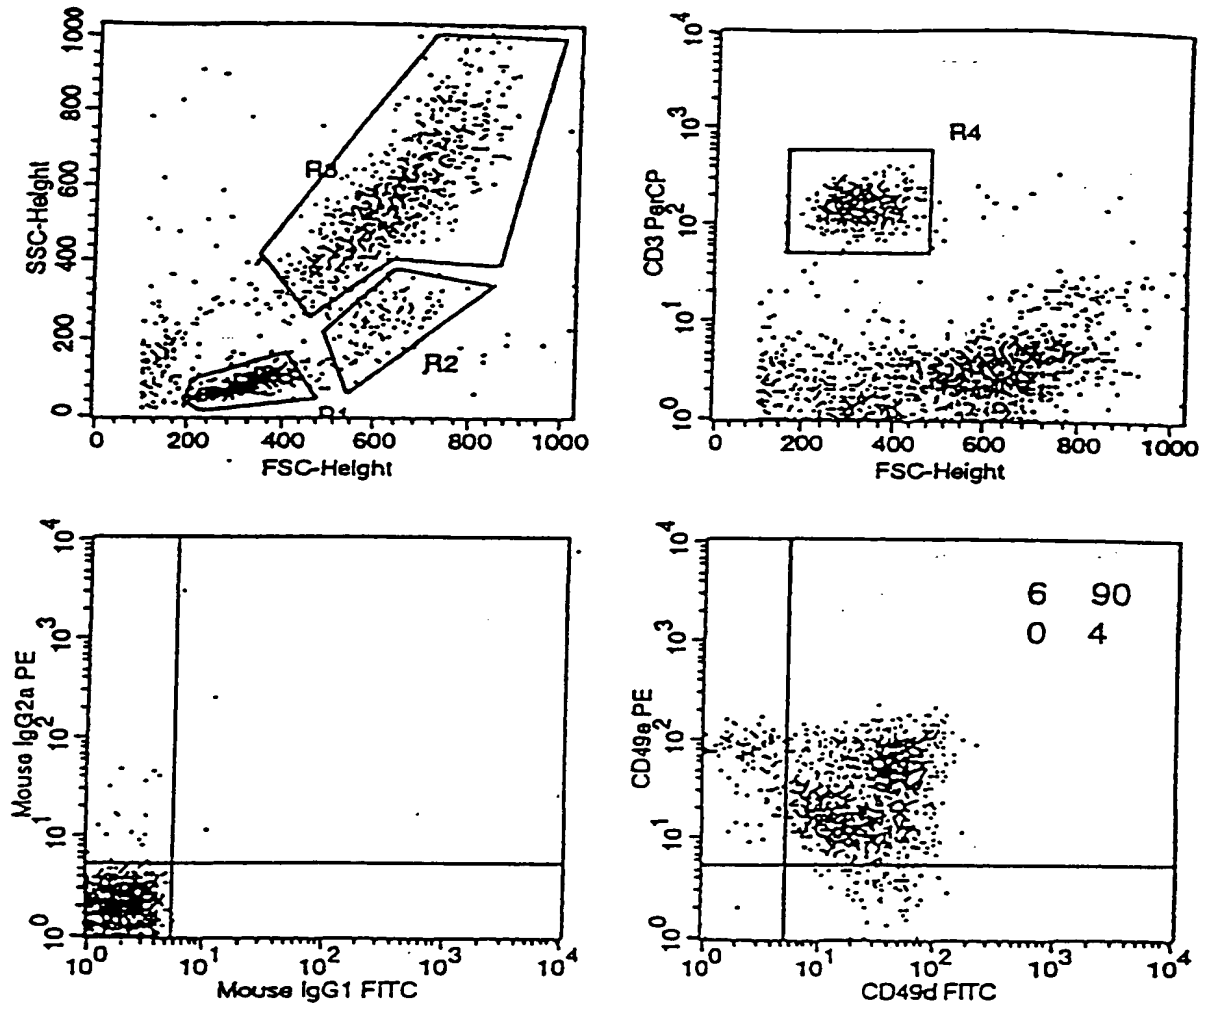 SSC-Height
1000
800
600
400
200
0
R3
R2
R1
0 200 400 600 800 1000
FSC-Height
CD3 PerCP
10^4
10^3
10^2
10^1
10^0
R4
0 200 400 600 800 1000
FSC-Height
Mouse IgG2a PE
10^4
10^3
10^2
10^1
10^0
10^0 10^1 10^2 10^3 10^4
Mouse IgG1 FITC
CD49e PE
10^4
10^3
10^2
10^1
10^0
6 90
0 4
10^0 10^1 10^2 10^3 10^4
CD49d FITC